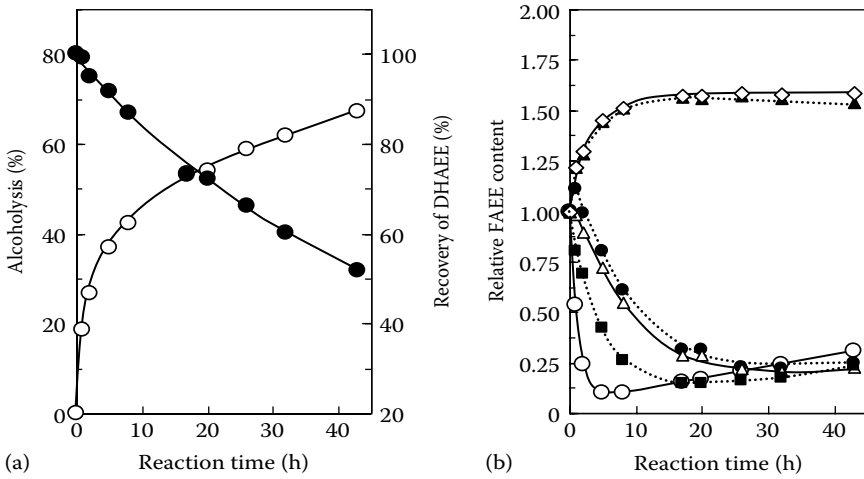 80
60
40
20
0
Alcoholysis (%)
100
80
60
40
20
Recovery of DHAEE (%)
0 10 20 30 40
Reaction time (h)
(a)
2.00
1.75
1.50
1.25
1.00
0.75
0.50
0.25
0
Relative FAEE content
0 10 20 30 40
Reaction time (h)
(b)